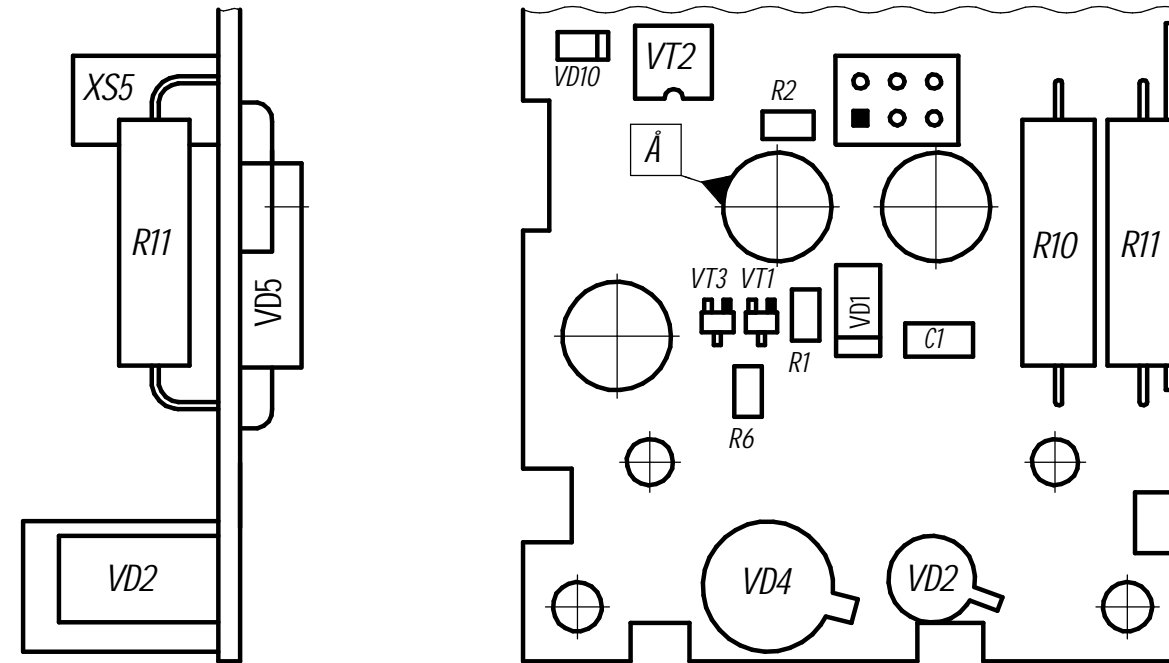 XS5
R11
VD5
VD2
VD10
VT2
R2
Å
R10
R11
VT3
VT1
VD1
R1
C1
R6
VD4
VD2